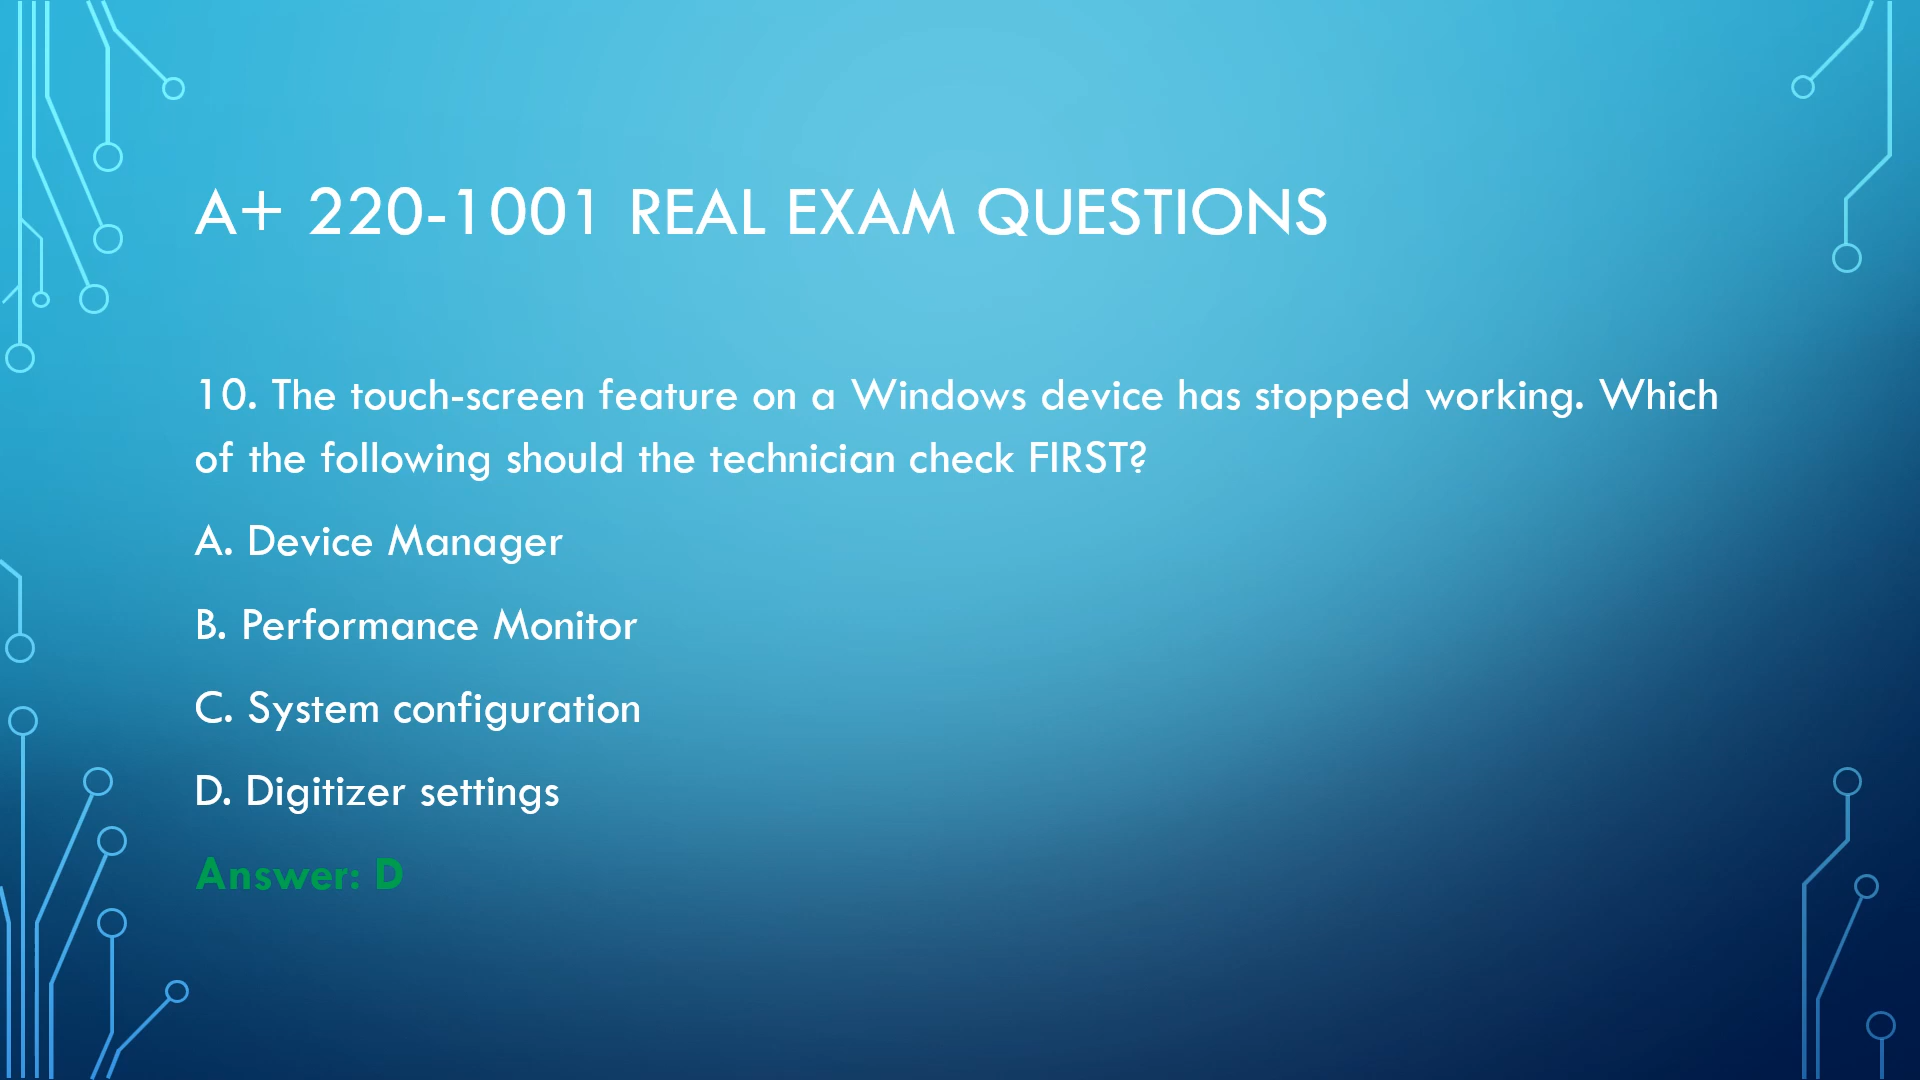 A+ 220-1001 REAL EXAM QUESTIONS
10. The touch-screen feature on a Windows device has stopped working. Which
of the following should the technician check FIRST?
A. Device Manager
B. Performance Monitor
C. System configuration
D. Digitizer settings
Answer: D